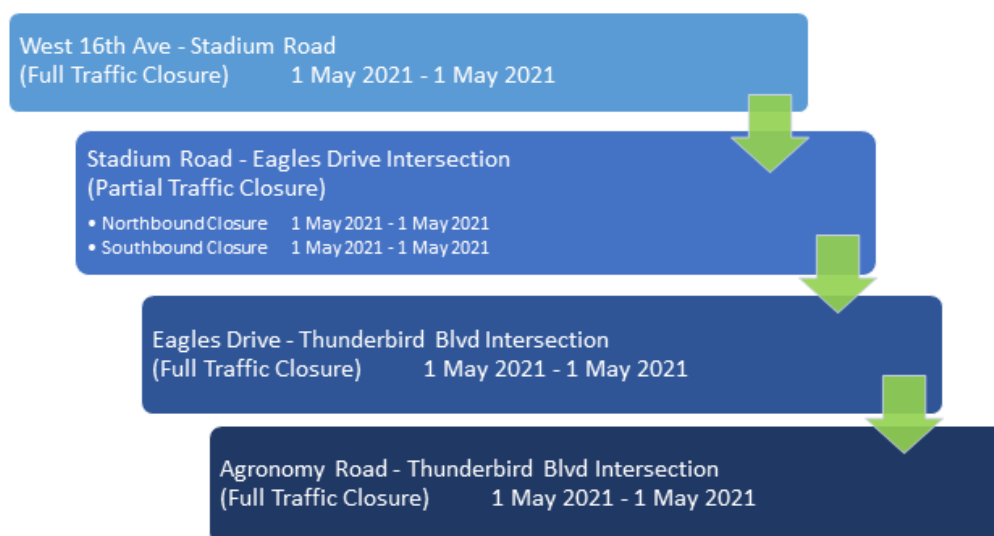 West 16th Ave - Stadium Road
(Full Traffic Closure) 1 May 2021 - 1 May 2021
Stadium Road - Eagles Drive Intersection
(Partial Traffic Closure)
• Northbound Closure 1 May 2021 - 1 May 2021
• Southbound Closure 1 May 2021 - 1 May 2021
Eagles Drive - Thunderbird Blvd Intersection
(Full Traffic Closure) 1 May 2021 - 1 May 2021
Agronomy Road - Thunderbird Blvd Intersection
(Full Traffic Closure) 1 May 2021 - 1 May 2021